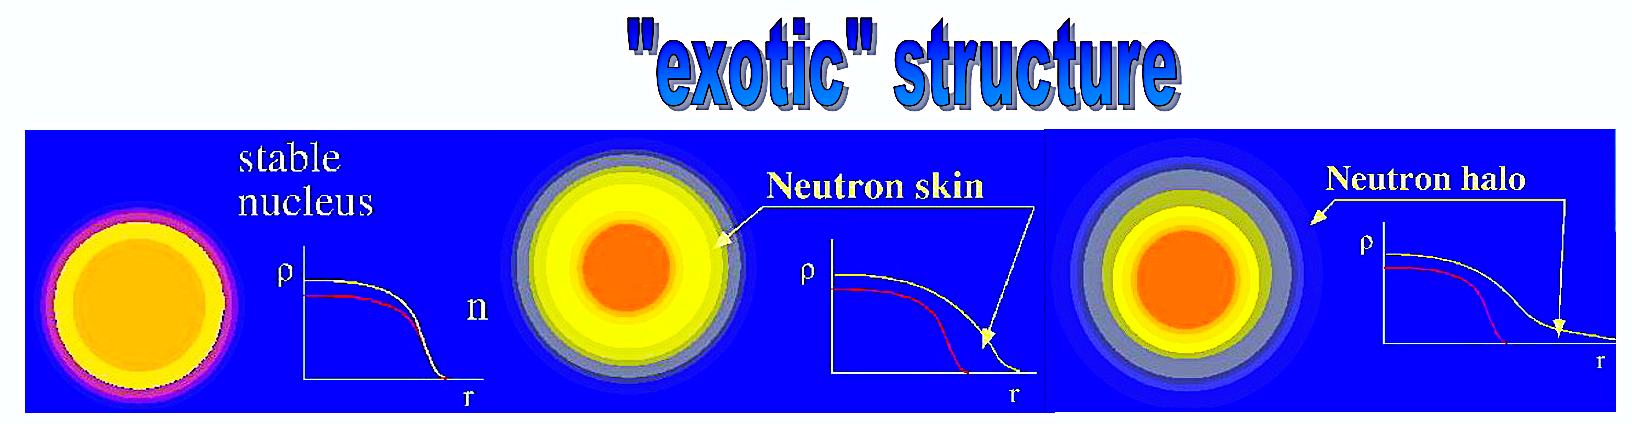 "exotic" structure
stable
nucleus
ρ
r
n
Neutron skin
ρ
r
Neutron halo
ρ
r